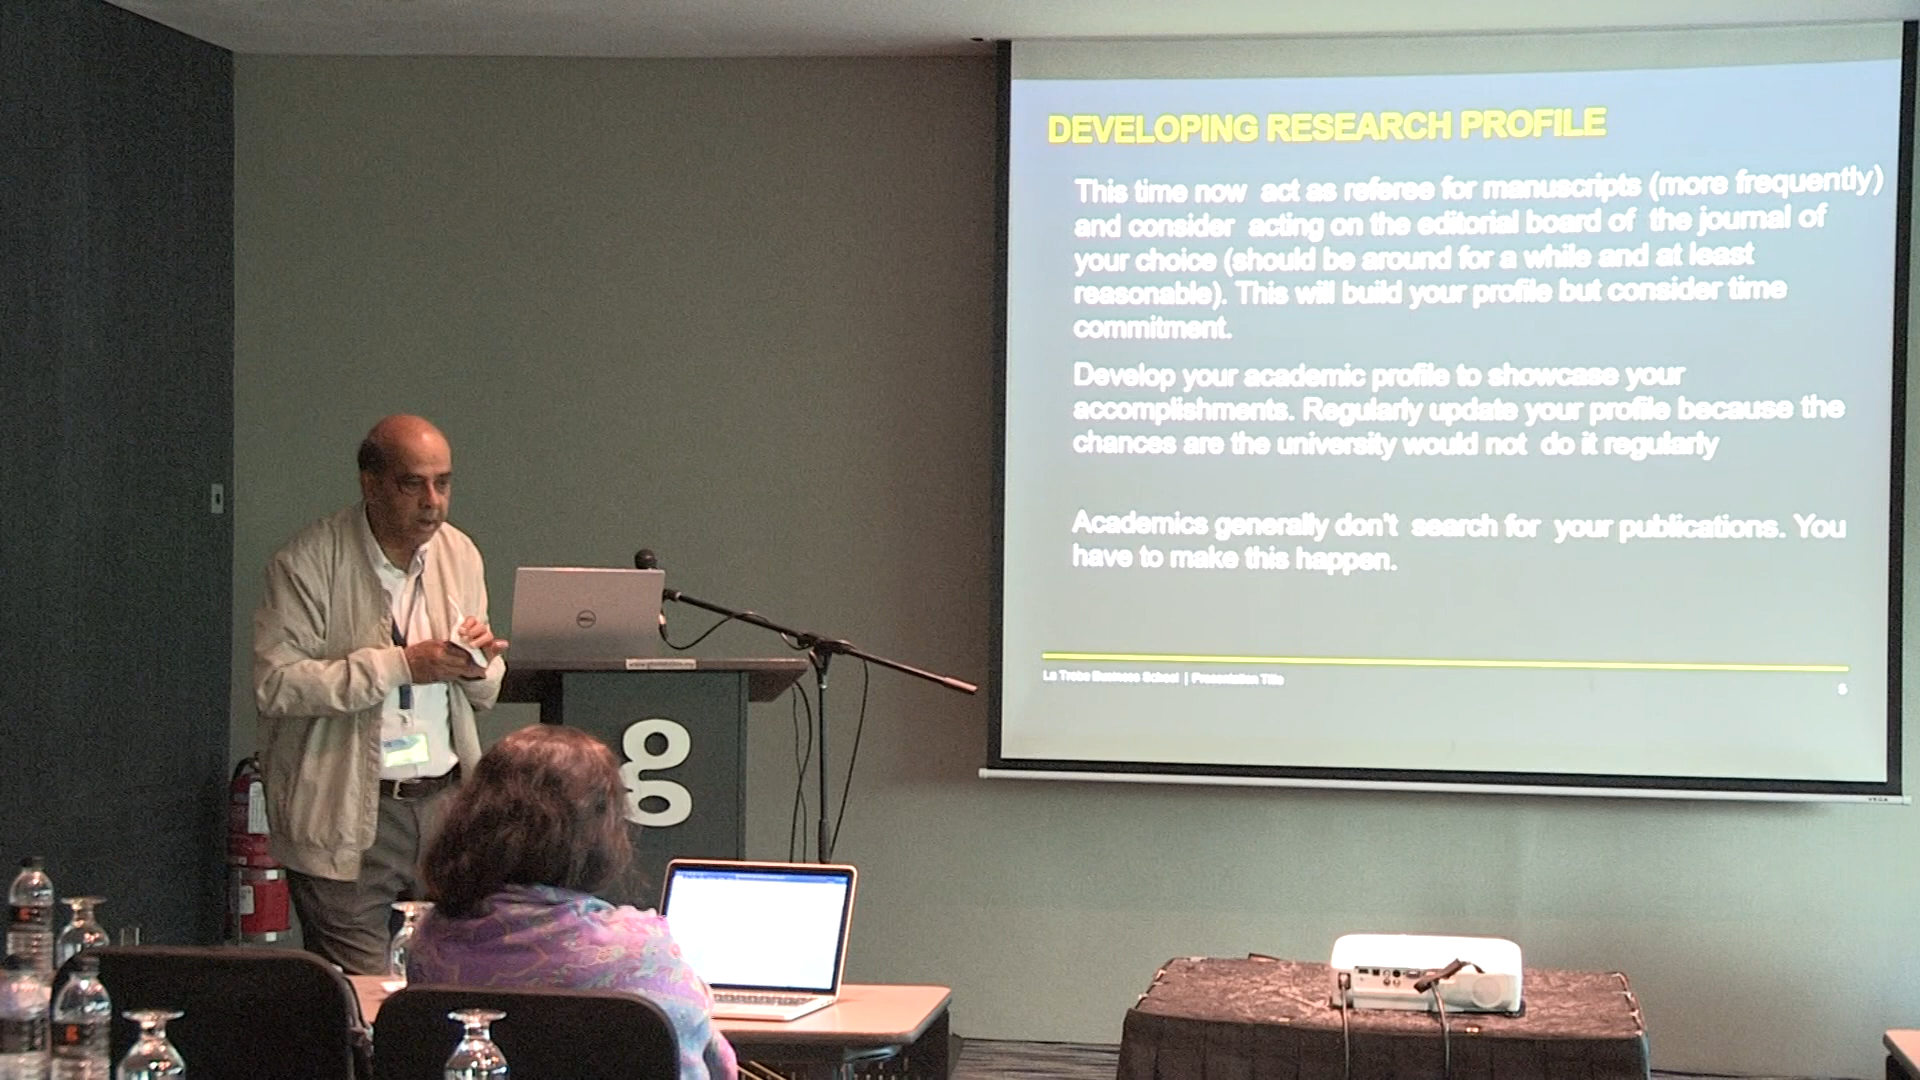 DEVELOPING RESEARCH PROFILE
This time now act as referee for manuscripts (more frequently)
and consider acting on the editorial board of the journal of
your choice (should be around for a while and at least
reasonable). This will build your profile but consider time
commitment.
Develop your academic profile to showcase your
accomplishments. Regularly update your profile because the
chances are the university would not do it regularly
Academics generally don't search for your publications. You
have to make this happen.
La Trobe Business School | Presentation Title
VEGA
DELL
g